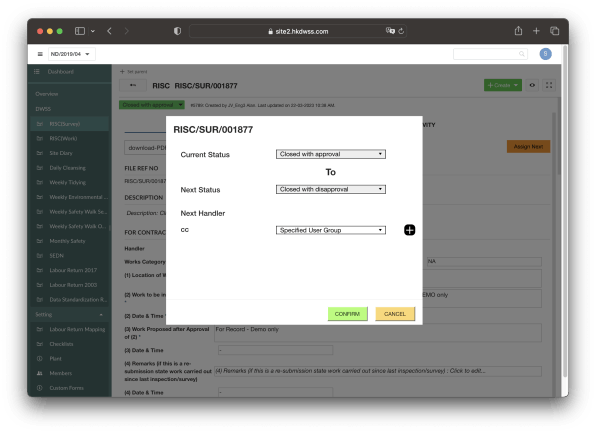 site2.hkdwss.com
ND/2019/04
S
Dashboard
Set parent
RISC RISC/SUR/001877
+ Create
Overview
DWSS
Closed with approval
Created by
Last updated on 22-03-2023 10:38 AM.
RISC(Survey)
RISC(Work)
Site Diary
Daily Cleansing
Weekly Tidying
Weekly Environmental ...
Weekly Safety Walk Se...
Weekly Safety Walk O...
Monthly Safety
SEDN
Labour Return 2017
Labour Return 2003
Data Standardization R...
Setting
Labour Return Mapping
Checklists
Plant
Members
Custom Forms
download-PDF
Assign Next
FILE REF NO
RISC/SUR/00187
DESCRIPTION
Description: Cl
FOR CONTRAC
Handler
Works Category
NA
(1) Location of W
(2) Work to be in
EMO only
*
(2) Date & Time *
(3) Work Proposed after Approval
of (2) *
For Record - Demo only
(3) Date & Time
-
(4) Remarks (if this is a re-
submission state work carried out
since last inspection/survey)
(4) Remarks (if this is a re-submission state work carried out since last inspection/survey) : Click to edit...
(4) Date & Time
-
RISC/SUR/001877
Current Status
Closed with approval
To
Next Status
Closed with disapproval
Next Handler
cc
Specified User Group
CONFIRM
CANCEL